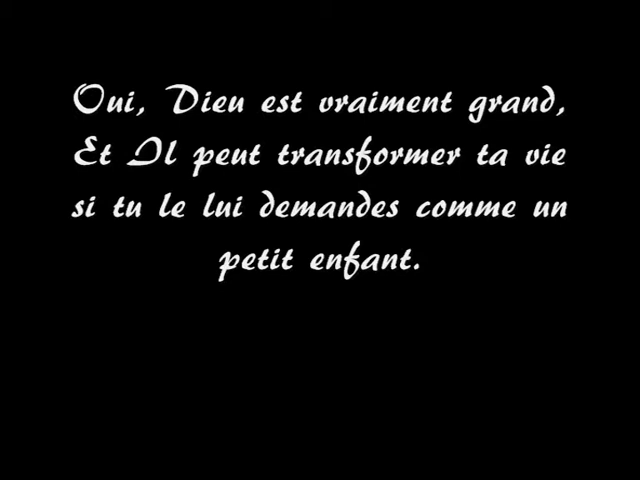 Oui, Dieu est vraiment grand,
Et Il peut transformer ta vie
si tu le lui demandes comme un
petit enfant.